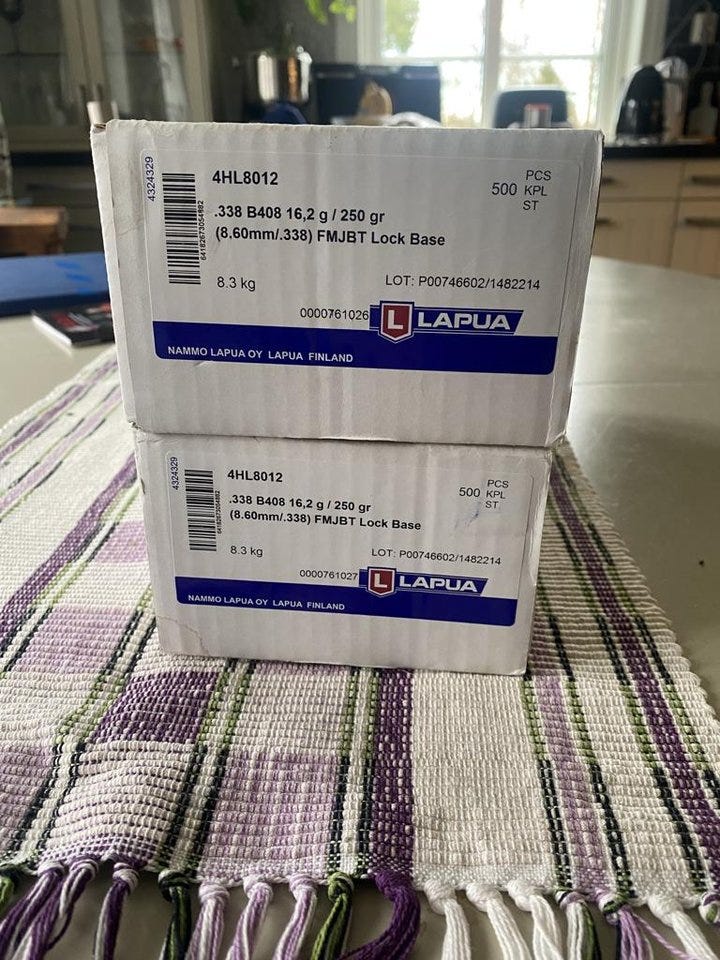 4324329
6418267305488​2
4HL8012
500 PCS KPL ST
.338 B408 16,2 g / 250 gr
(8.60mm/.338) FMJBT Lock Base
8.3 kg
LOT: P00746602/1482214
0000761026
L LAPUA
NAMMO LAPUA OY LAPUA FINLAND
4324329
4HL8012
500 PCS KPL ST
.338 B408 16,2 g / 250 gr
(8.60mm/.338) FMJBT Lock Base
8.3 kg
LOT: P00746602/1482214
0000761027
L LAPUA
NAMMO LAPUA OY LAPUA FINLAND